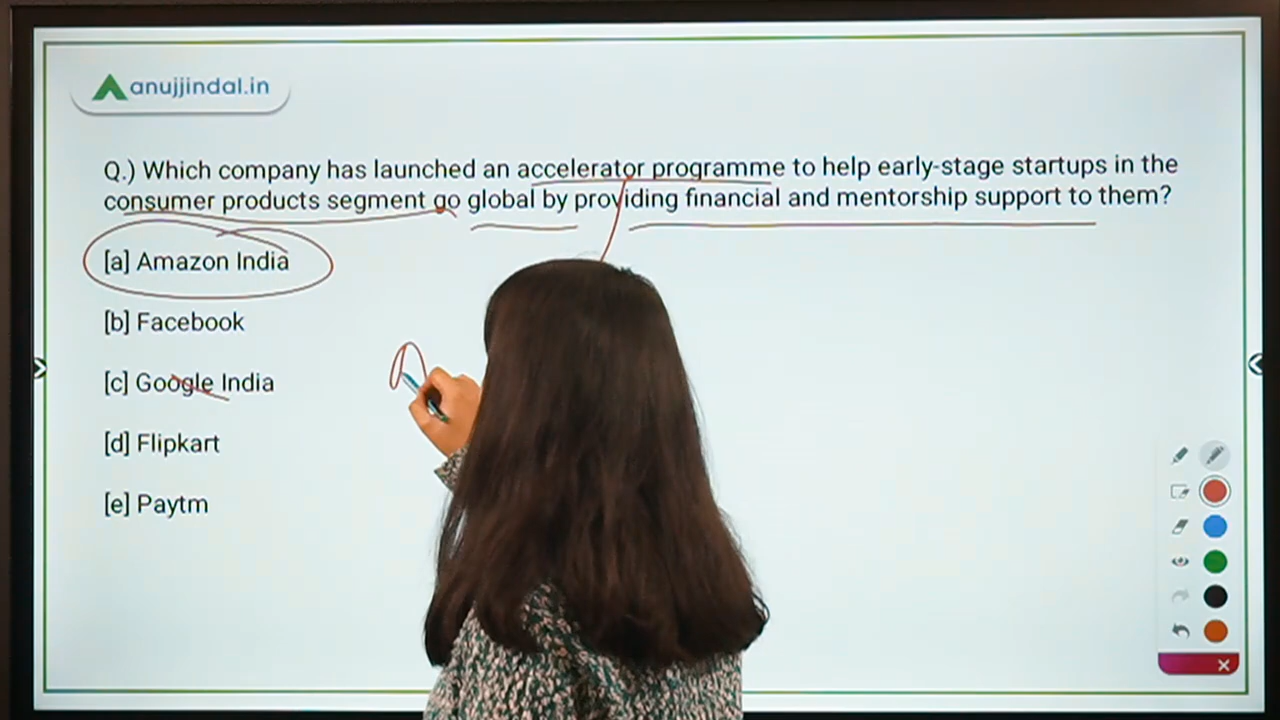 anujjindal.in
Q.) Which company has launched an accelerator programme to help early-stage startups in the
consumer products segment go global by providing financial and mentorship support to them?
[a] Amazon India
[b] Facebook
[c] Google India
[d] Flipkart
[e] Paytm